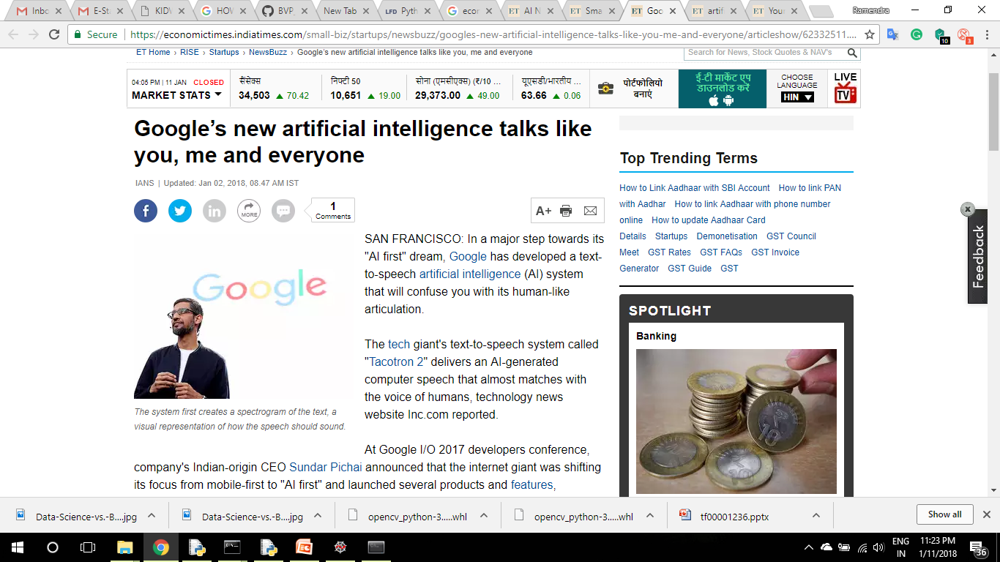 Inbc
E-Sta
KIDV
HOW
BVP_
New Tab
LFD Pyth
ecor
ET AI N
ET Sma
ET Goo
ET artif
ET Your
Ramendra
Secure | https://economictimes.indiatimes.com/small-biz/startups/newsbuzz/googles-new-artificial-intelligence-talks-like-you-me-and-everyone/articleshow/62332511....
10
3
ET Home › RISE › Startups › NewsBuzz › Google's new artificial intelligence talks like you, me and everyone
Search for News, Stock Quotes & NAV's
04:05 PM | 11 JAN CLOSED
MARKET STATS
सेंसेक्स
34,503 ▲ 70.42
निफ्टी 50
10,651 ▲ 19.00
सोना (एमसीएक्स) (₹/10 ...
29,373.00 ▲ 49.00
यूएसडी/भारतीय ...
63.66 ▲ 0.06
पोर्टफोलियो
बनाएं
ई-टी मार्केट एप
डाउनलोड करें
CHOOSE
LANGUAGE
HIN
LIVE
TV
Google’s new artificial intelligence talks like
you, me and everyone
IANS | Updated: Jan 02, 2018, 08.47 AM IST
MORE
1
Comments
A+
Google
The system first creates a spectrogram of the text, a
visual representation of how the speech should sound.
SAN FRANCISCO: In a major step towards its
"AI first" dream, Google has developed a text-
to-speech artificial intelligence (AI) system
that will confuse you with its human-like
articulation.
The tech giant's text-to-speech system called
"Tacotron 2" delivers an AI-generated
computer speech that almost matches with
the voice of humans, technology news
website Inc.com reported.
At Google I/O 2017 developers conference,
company's Indian-origin CEO Sundar Pichai announced that the internet giant was shifting
its focus from mobile-first to "AI first" and launched several products and features,
Top Trending Terms
How to Link Aadhaar with SBI Account How to link PAN
with Aadhar How to link Aadhaar with phone number
online How to update Aadhaar Card
Details Startups Demonetisation GST Council
Meet GST Rates GST FAQs GST Invoice
Generator GST Guide GST
SPOTLIGHT
Banking
10
x
Feedback
Data-Science-vs.-B....jpg
Data-Science-vs.-B....jpg
opencv_python-3.....whl
opencv_python-3.....whl
tf00001236.pptx
Show all
ENG
IN
11:23 PM
1/11/2018
36